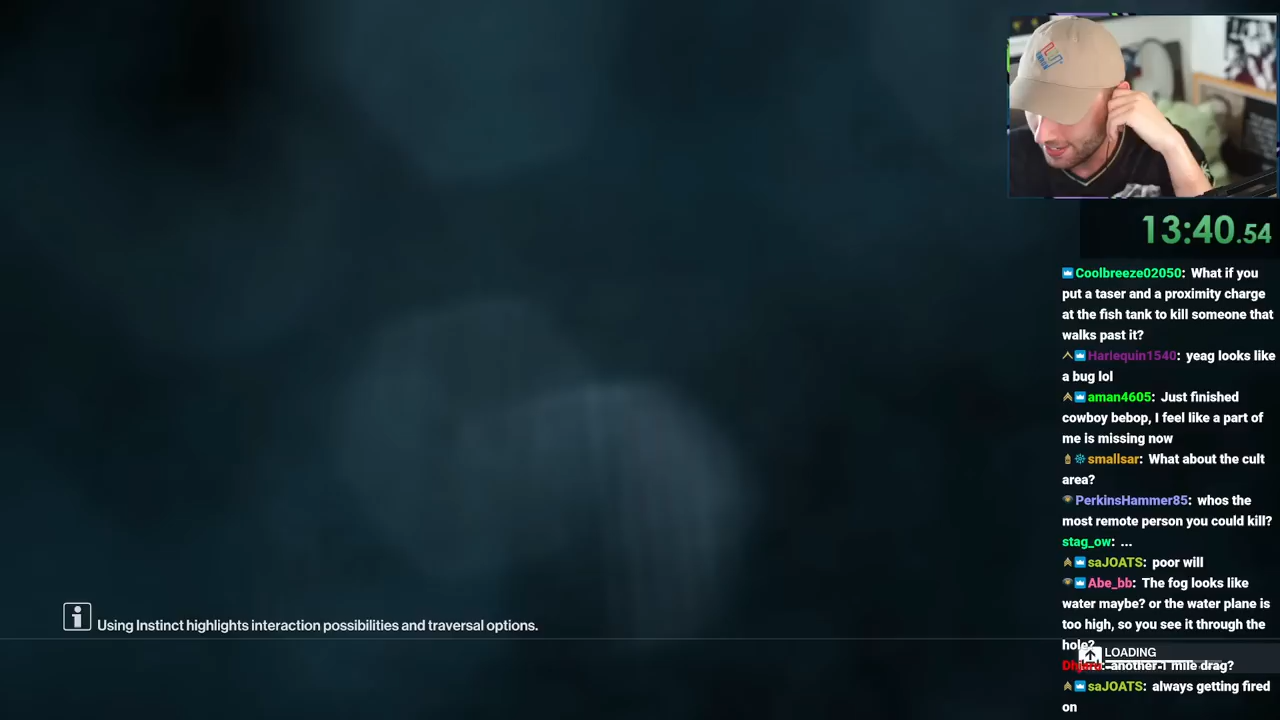 13:40.54
Coolbreeze02050: What if you
put a taser and a proximity charge
at the fish tank to kill someone that
walks past it?
Harlequin1540: yeag looks like
a bug lol
aman4605: Just finished
cowboy bebop, I feel like a part of
me is missing now
smallsar: What about the cult
area?
PerkinsHammer85: whos the
most remote person you could kill?
stag_ow: ...
saJOATS: poor will
Abe_bb: The fog looks like
water maybe? or the water plane is
too high, so you see it through the
hole?
LOADING
another 1 mile drag?
saJOATS: always getting fired
on
Using Instinct highlights interaction possibilities and traversal options.